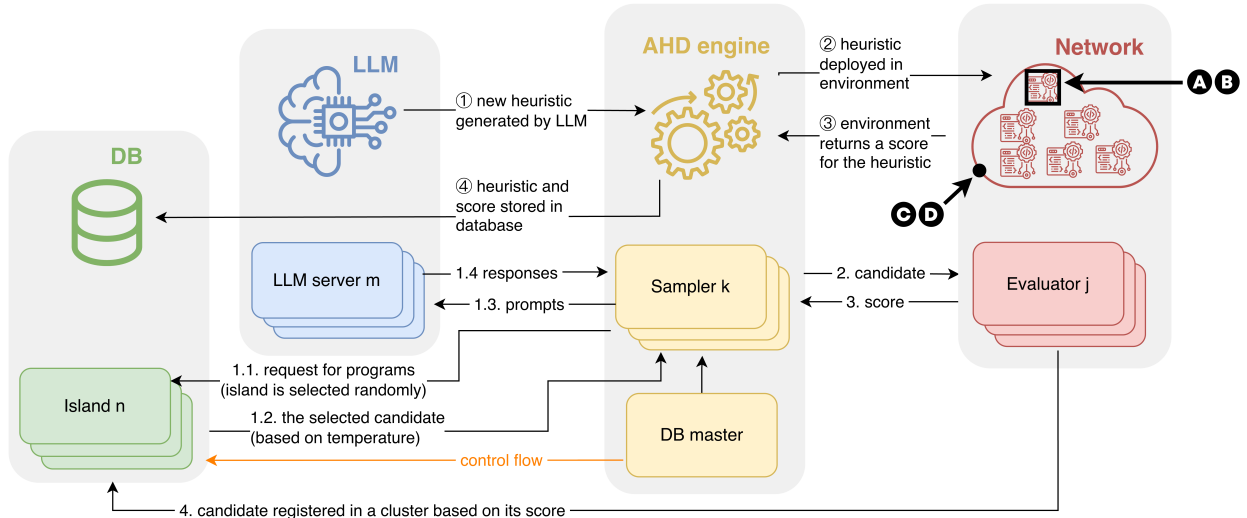 LLM
AHD engine
Network
DB
① new heuristic
generated by LLM
② heuristic
deployed in
environment
③ environment
returns a score
for the heuristic
④ heuristic and
score stored in
database
A B
C D
LLM server m
1.4 responses
1.3. prompts
Sampler k
2. candidate
3. score
Evaluator j
1.1. request for programs
(island is selected randomly)
Island n
1.2. the selected candidate
(based on temperature)
DB master
control flow
4. candidate registered in a cluster based on its score